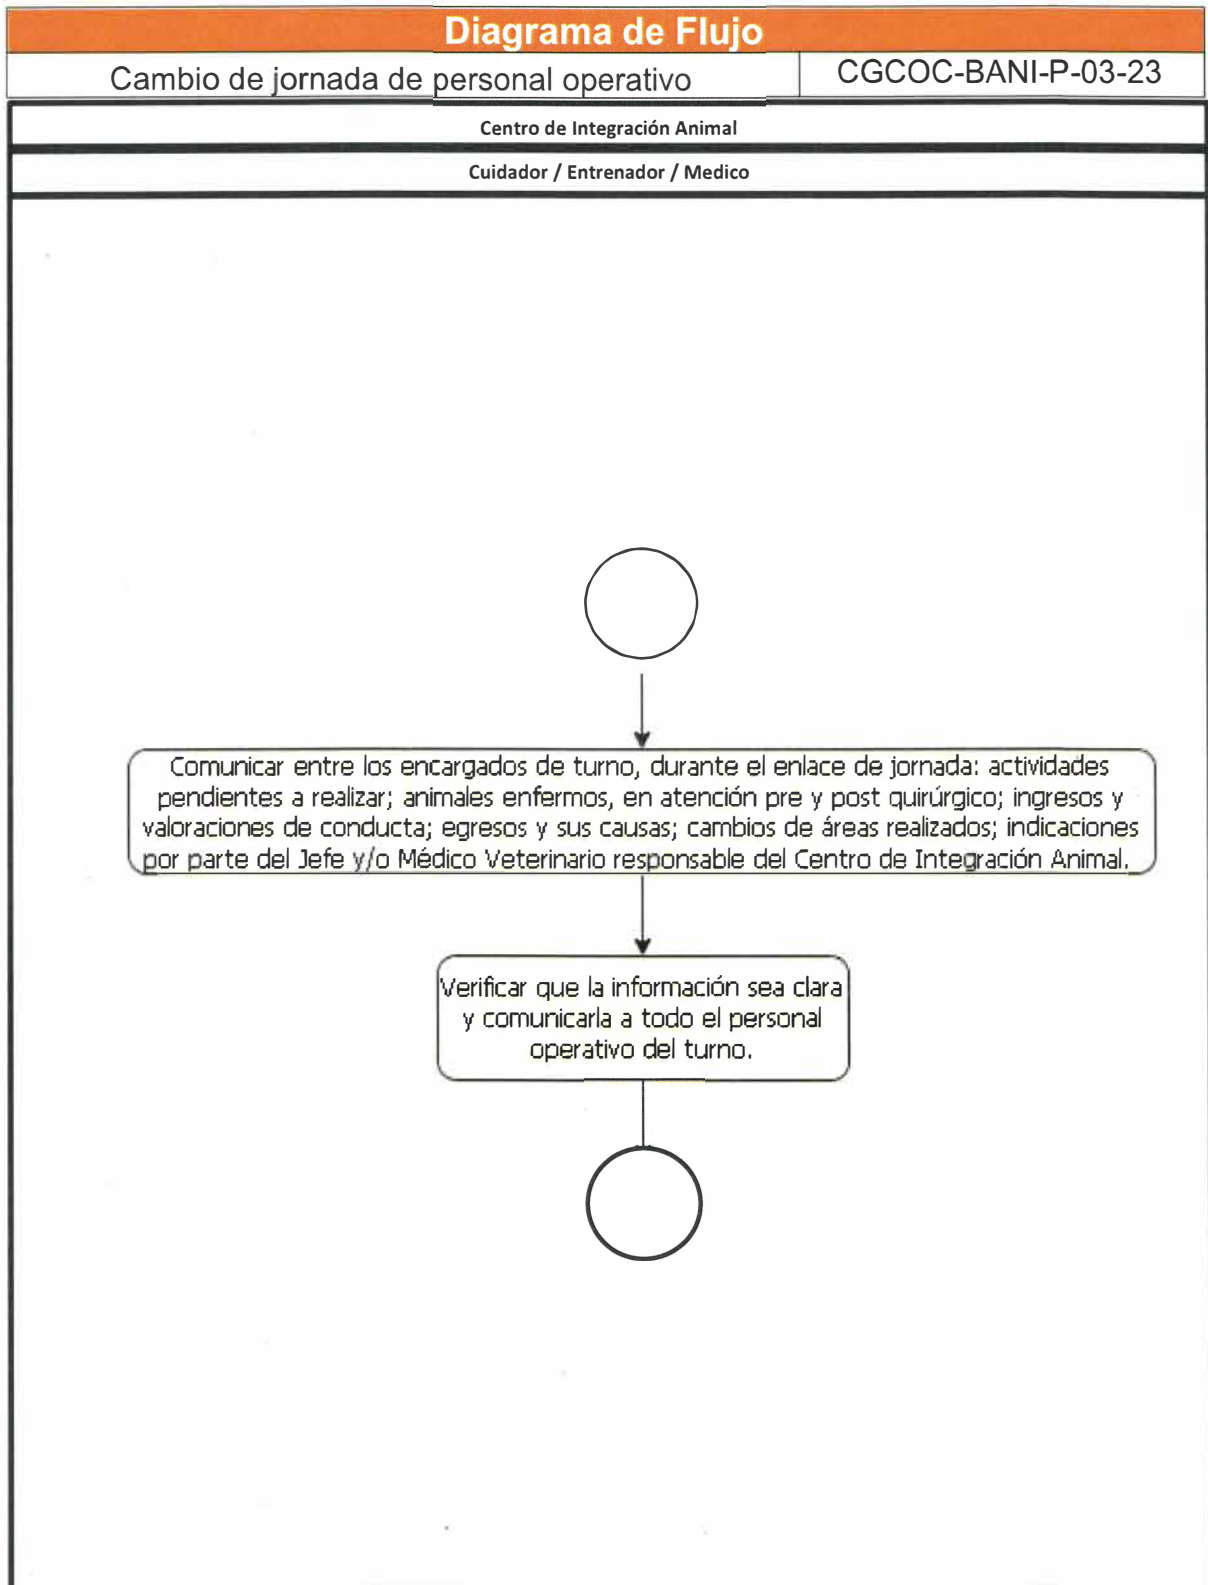 Diagrama de Flujo
Cambio de jornada de personal operativo
CGCOC-BANI-P-03-23
Centro de Integración Animal
Cuidador / Entrenador / Medico
Comunicar entre los encargados de turno, durante el enlace de jornada: actividades
pendientes a realizar; animales enfermos, en atención pre y post quirúrgico; ingresos y
valoraciones de conducta; egresos y sus causas; cambios de áreas realizados; indicaciones
por parte del Jefe y/o Médico Veterinario responsable del Centro de Integración Animal.
Verificar que la información sea clara
y comunicarla a todo el personal
operativo del turno.